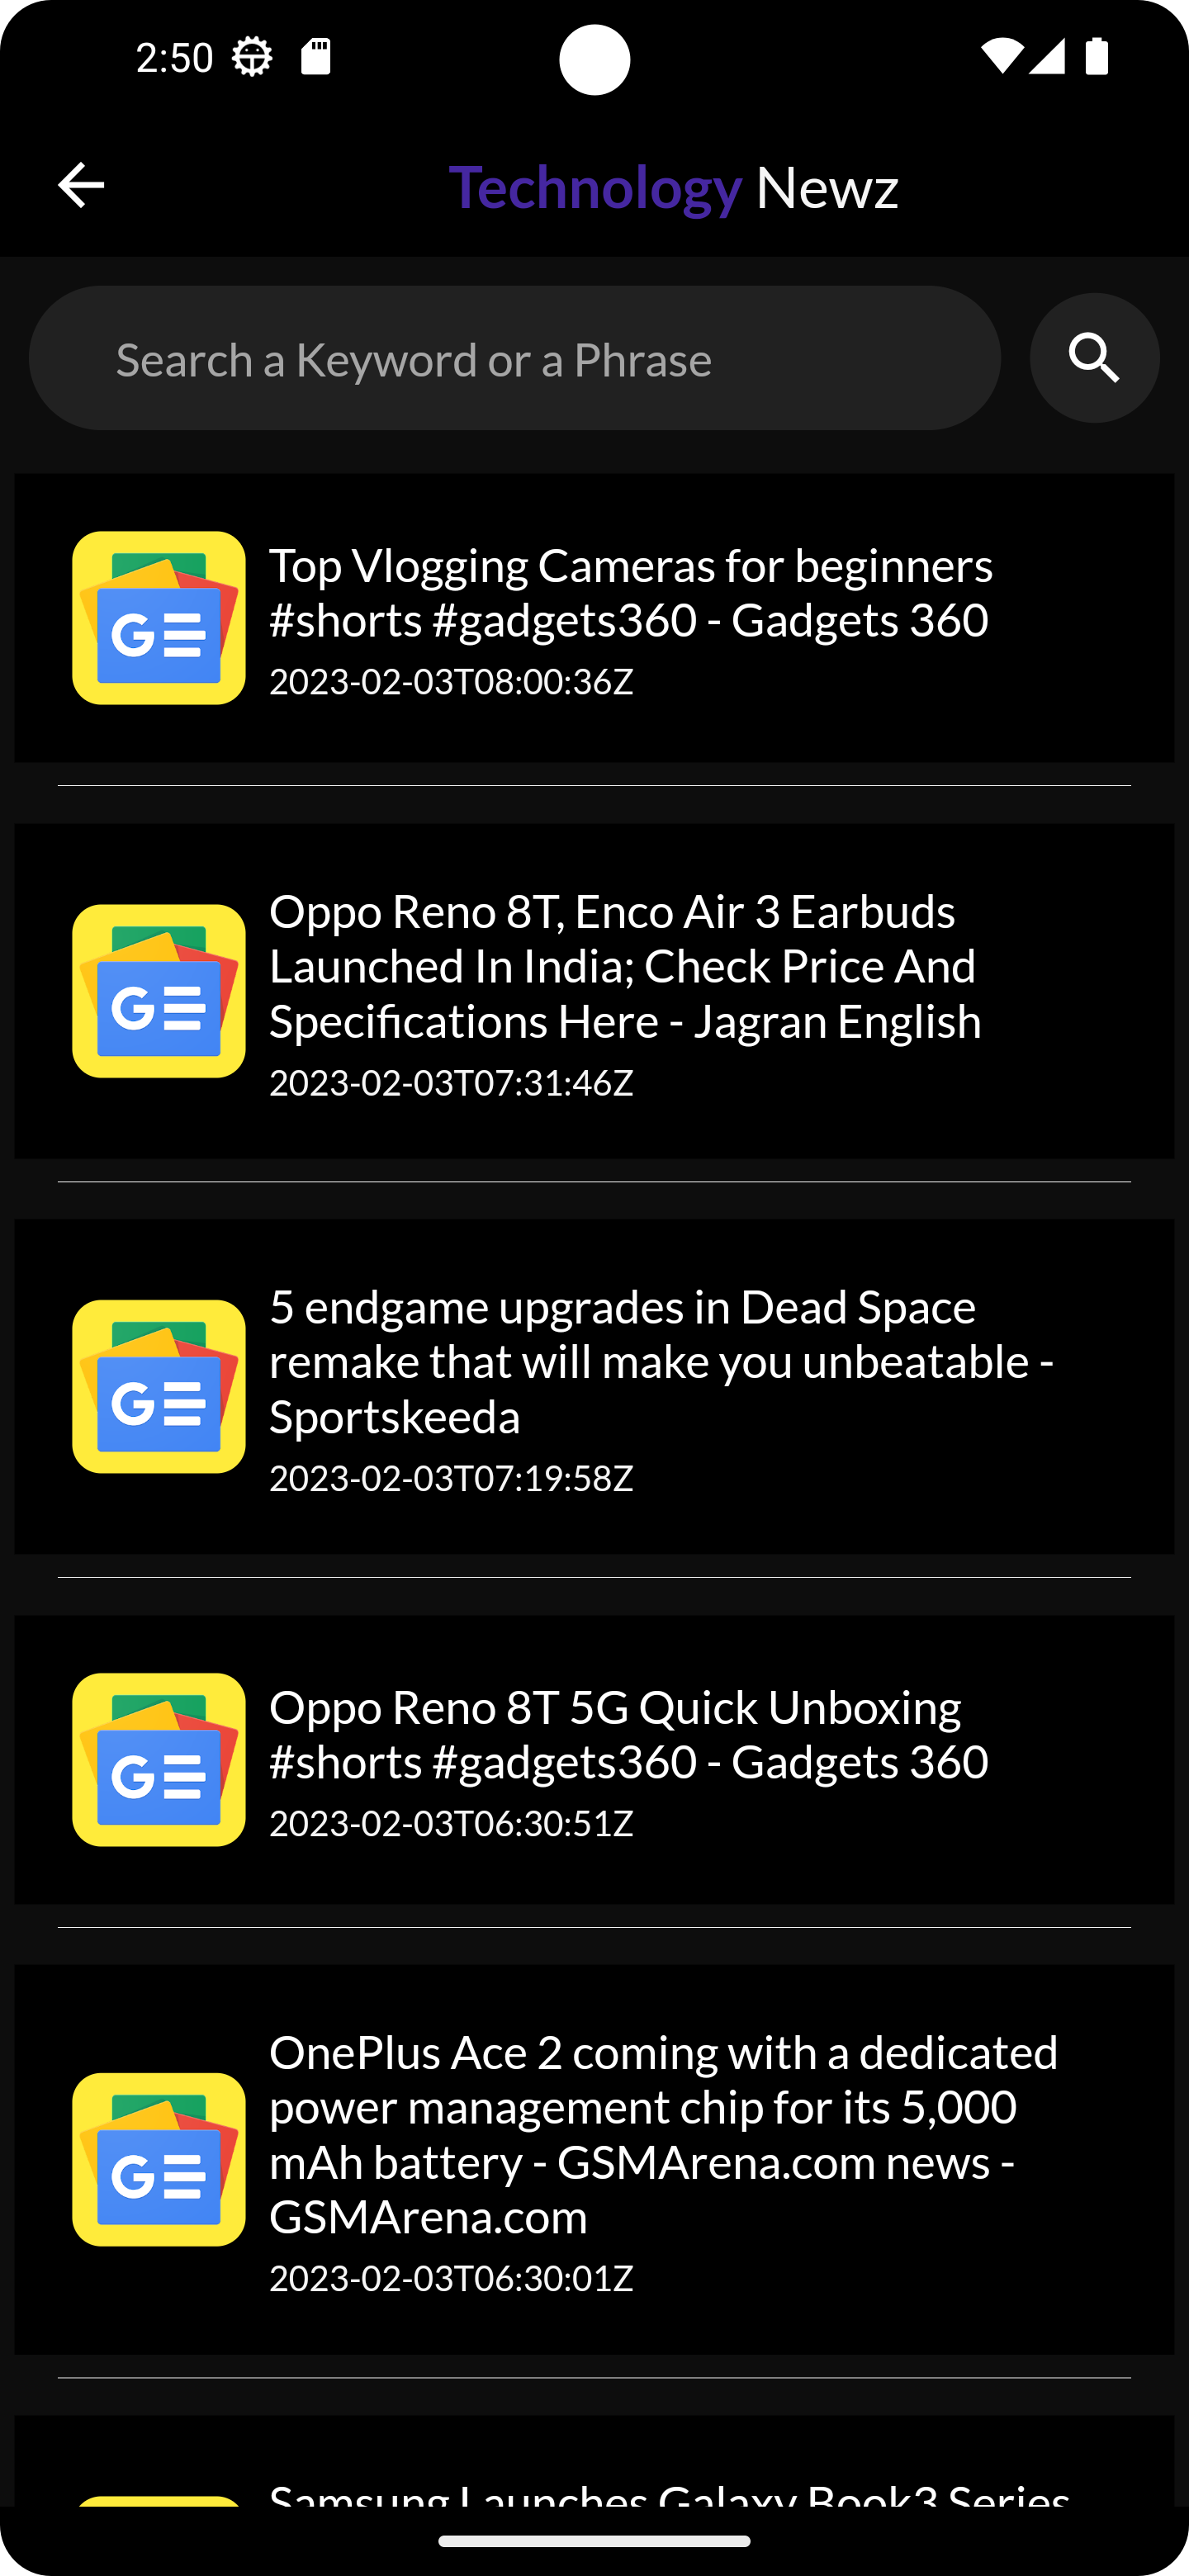 2:50
Technology Newz
Search a Keyword or a Phrase
Top Vlogging Cameras for beginners
#shorts #gadgets360 - Gadgets 360
2023-02-03T08:00:36Z
Oppo Reno 8T, Enco Air 3 Earbuds
Launched In India; Check Price And
Specifications Here - Jagran English
2023-02-03T07:31:46Z
5 endgame upgrades in Dead Space
remake that will make you unbeatable -
Sportskeeda
2023-02-03T07:19:58Z
Oppo Reno 8T 5G Quick Unboxing
#shorts #gadgets360 - Gadgets 360
2023-02-03T06:30:51Z
OnePlus Ace 2 coming with a dedicated
power management chip for its 5,000
mAh battery - GSMArena.com news -
GSMArena.com
2023-02-03T06:30:01Z
Samsung Launches Galaxy Book3 Series